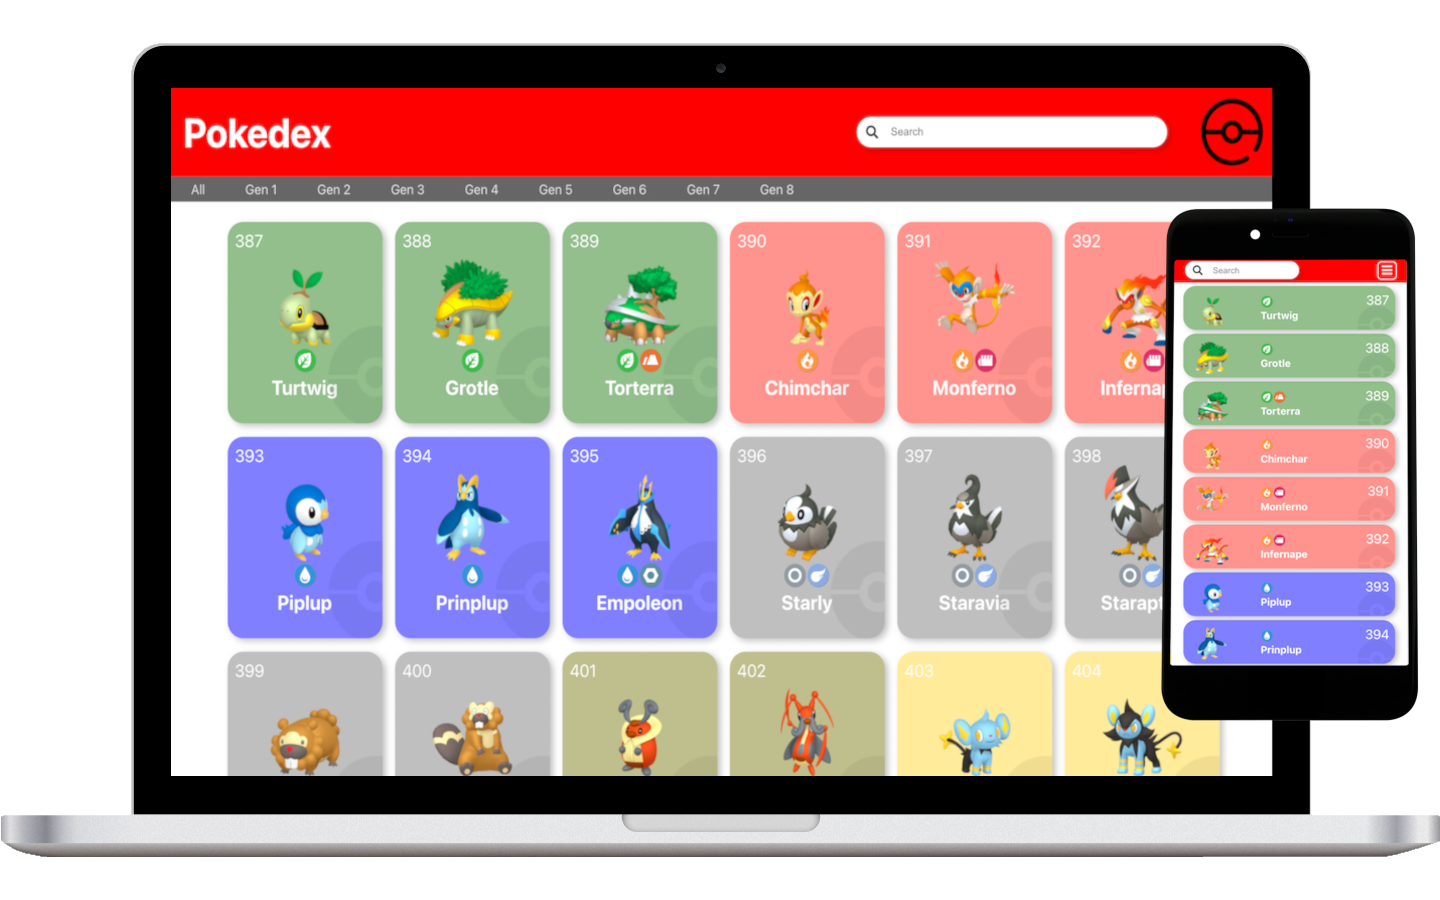 Pokedex
Search
All Gen 1 Gen 2 Gen 3 Gen 4 Gen 5 Gen 6 Gen 7 Gen 8
387 388 389 390 391 392
Turtwig Grotle Torterra Chimchar Monferno Infernap
393 394 395 396 397 398
Piplup Prinplup Empoleon Starly Staravia Starapt
399 400 401 402 403 404
Search
387
Turtwig
388
Grotle
389
Torterra
390
Chimchar
391
Monferno
392
Infernape
393
Piplup
394
Prinplup